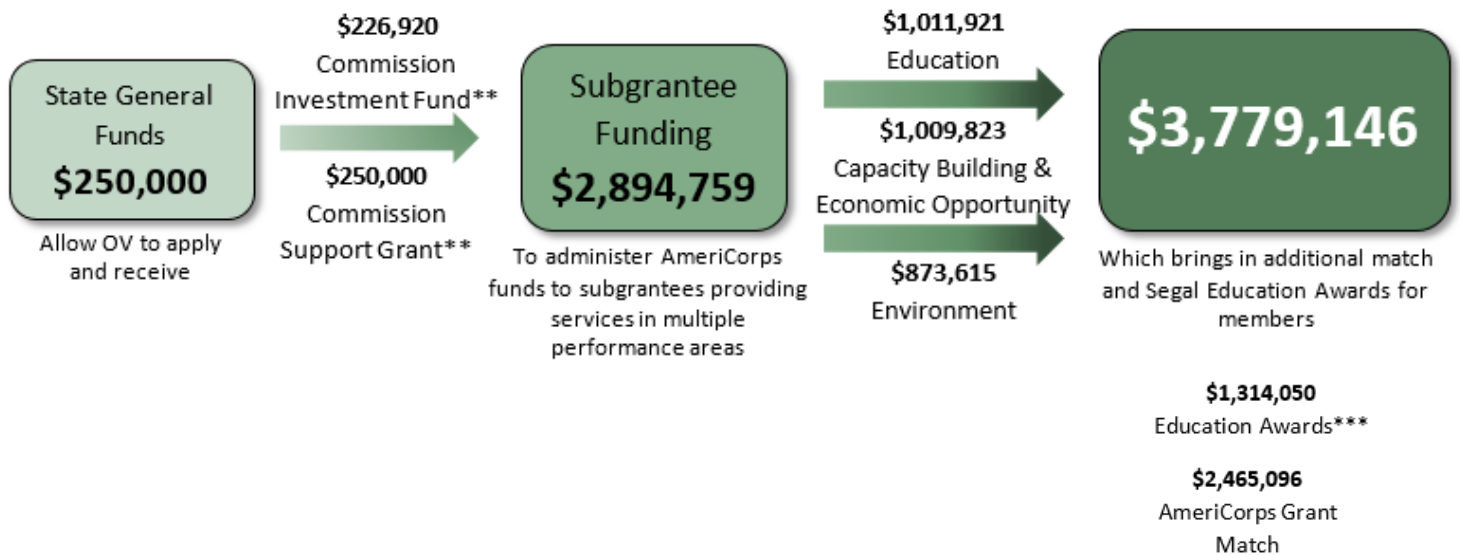 State General
Funds
$250,000
Allow OV to apply
and receive
$226,920
Commission
Investment Fund**
$250,000
Commission
Support Grant**
Subgrantee
Funding
$2,894,759
To administer AmeriCorps
funds to subgrantees providing
services in multiple
performance areas
$1,011,921
Education
$1,009,823
Capacity Building &
Economic Opportunity
$873,615
Environment
$3,779,146
Which brings in additional match
and Segal Education Awards for
members
$1,314,050
Education Awards***
$2,465,096
AmeriCorps Grant
Match